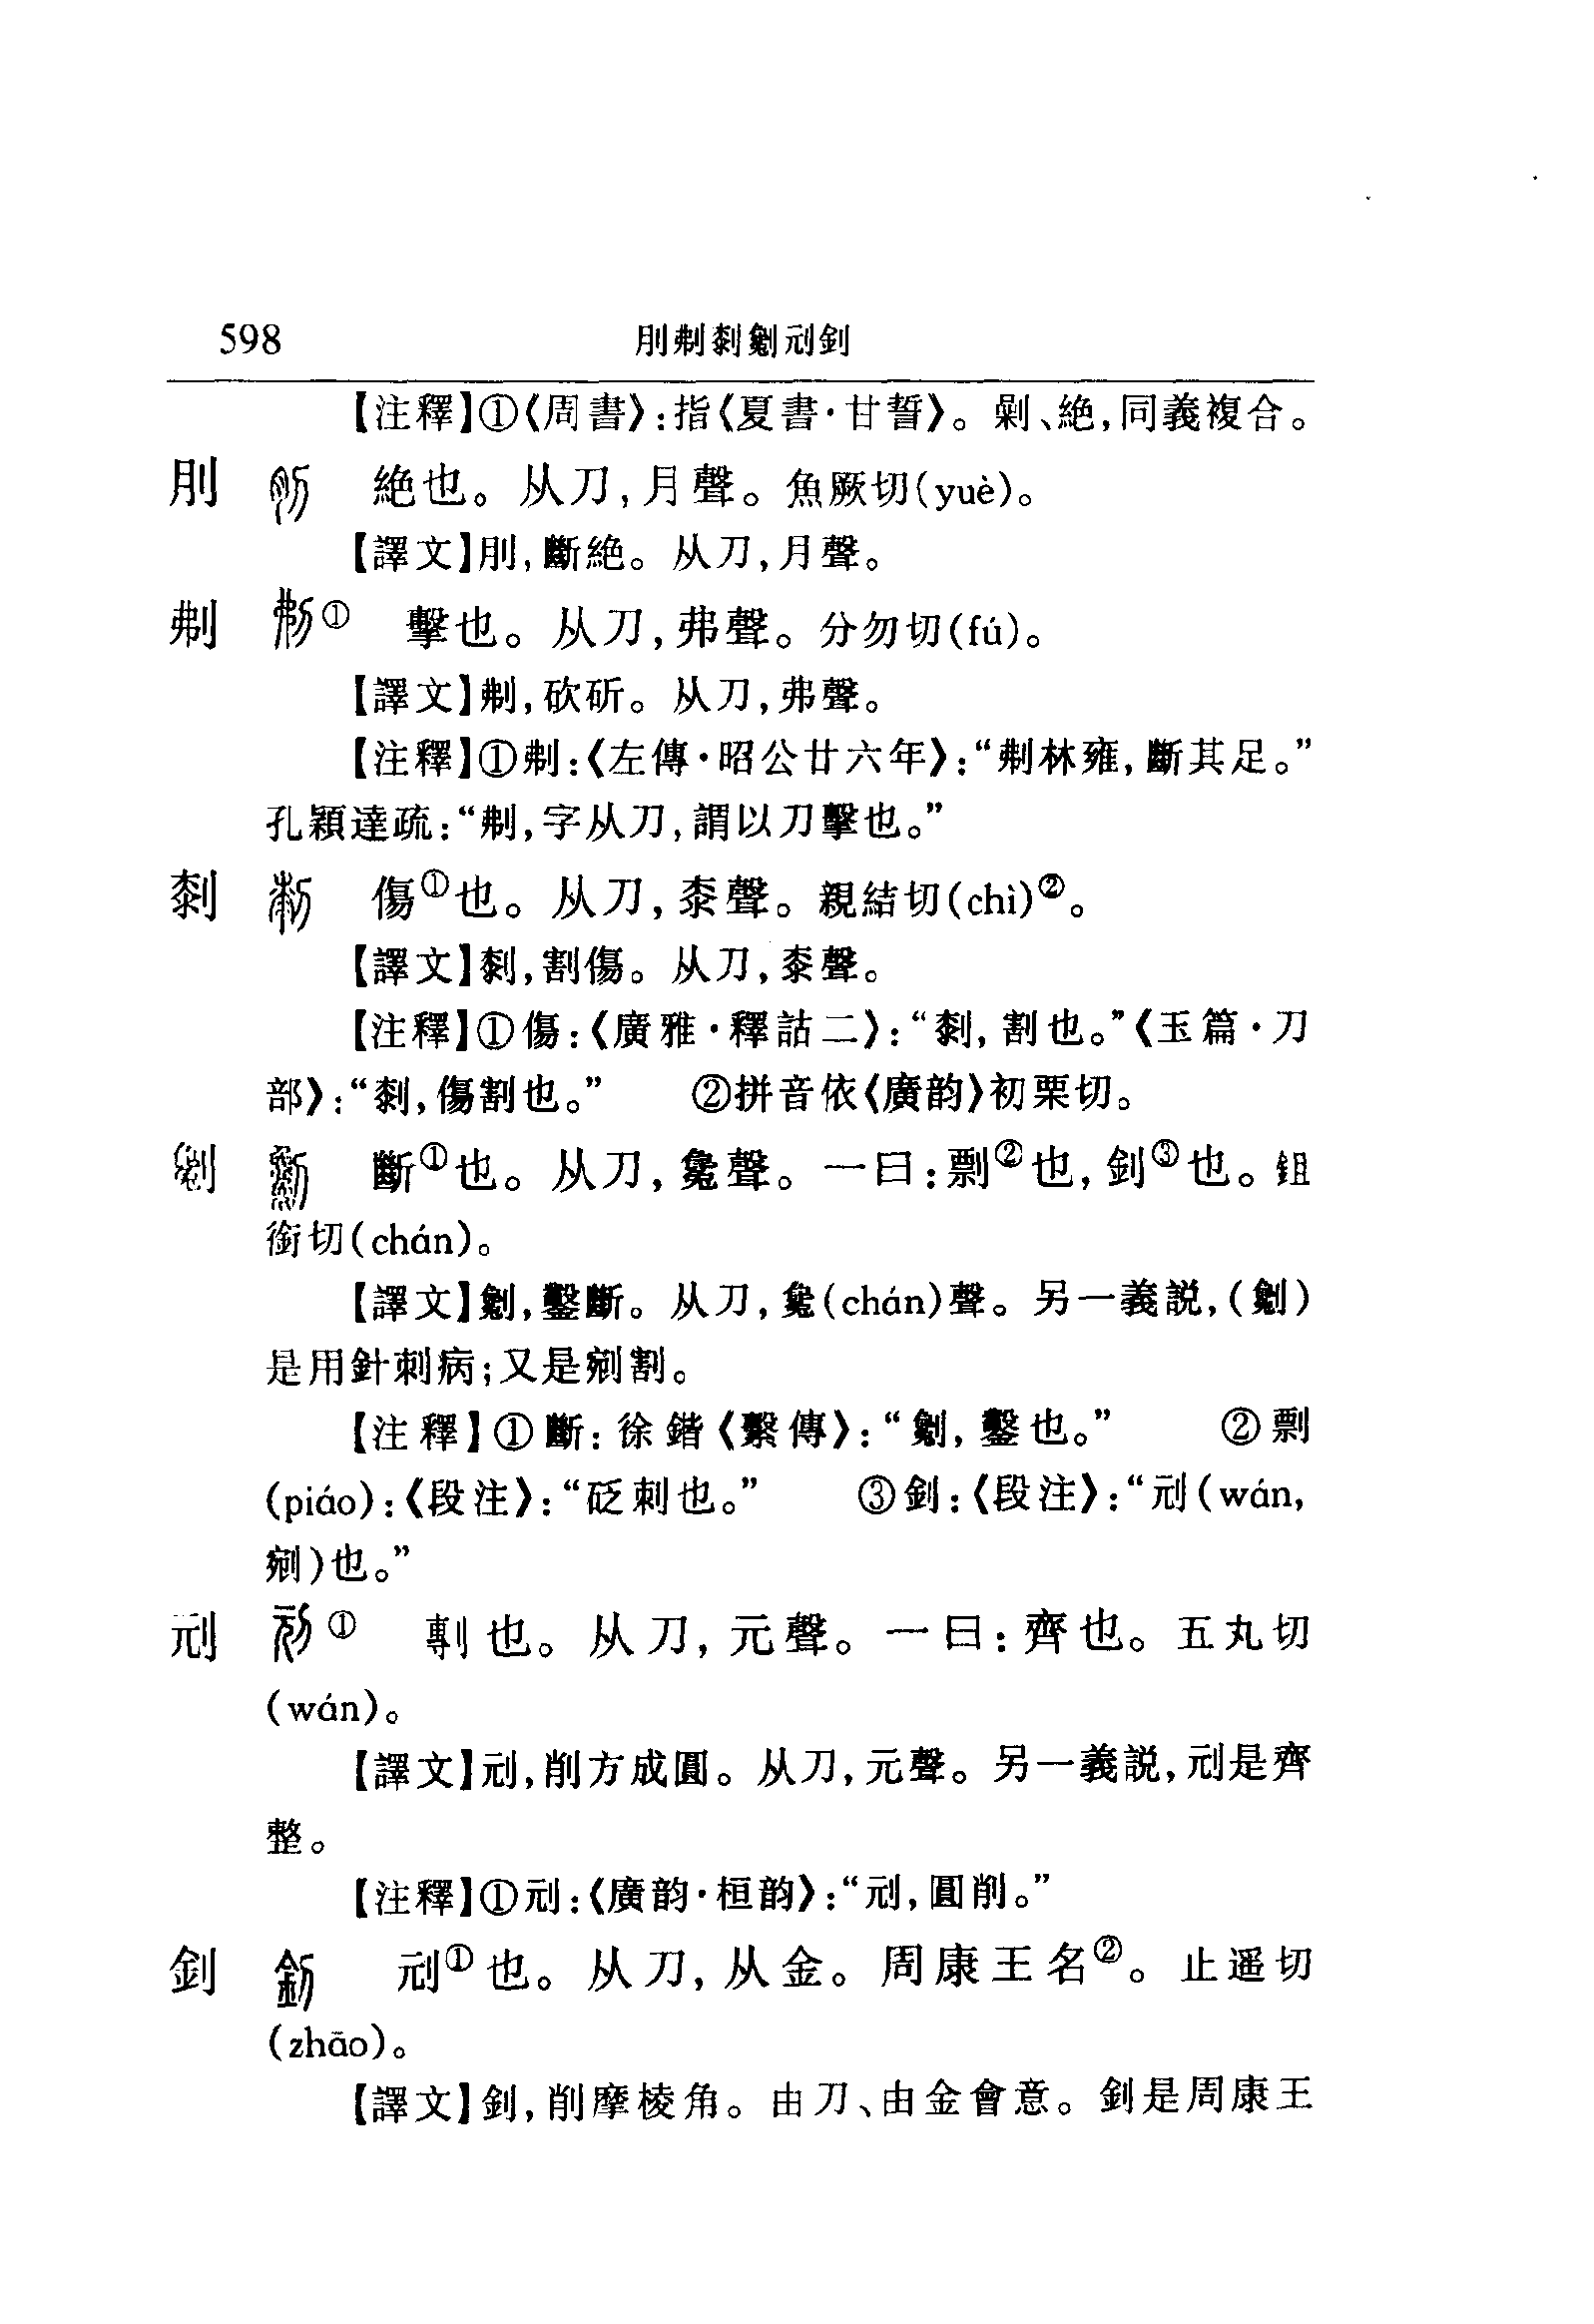 598 刖刜剺劖刓釗
【注釋】①《周書》:指《夏書·甘誓》。剿、絶,同義複合。
刖 絶也。从刀,月聲。魚厥切(yuè)。
【譯文】刖,斷絶。从刀,月聲。
刜 ① 擊也。从刀,弗聲。分勿切(fú)。
【譯文】刜,砍斫。从刀,弗聲。
【注釋】①刜:《左傳·昭公廿六年》:“刜林雍,斷其足。”
孔穎達疏:“刜,字从刀,謂以刀擊也。”
㓼 傷①也。从刀,桼聲。親結切(chì)②。
【譯文】㓼,割傷。从刀,桼聲。
【注釋】①傷:《廣雅·釋詁二》:“㓼,割也。”《玉篇·刀
部》:“㓼,傷割也。” ②拼音依《廣韵》初栗切。
劖 斷①也。从刀,毚聲。一曰:剽②也,釗③也。鉏
銜切(chán)。
【譯文】劖,鑿斷。从刀,毚(chán)聲。另一義説,(劖)
是用針刺病;又是剜割。
【注釋】①斷:徐鍇《繫傳》:“劖,鑿也。” ②剽
(piáo):《段注》:“砭刺也。” ③釗:《段注》:“刓(wán,
剜)也。”
刓 ① 剸也。从刀,元聲。一曰:齊也。五丸切
(wán)。
【譯文】刓,削方成圓。从刀,元聲。另一義説,刓是齊
整。
【注釋】①刓:《廣韵·桓韵》:“刓,圓削。”
釗 刓①也。从刀,从金。周康王名②。止遥切
(zhāo)。
【譯文】釗,削摩棱角。由刀、由金會意。釗是周康王